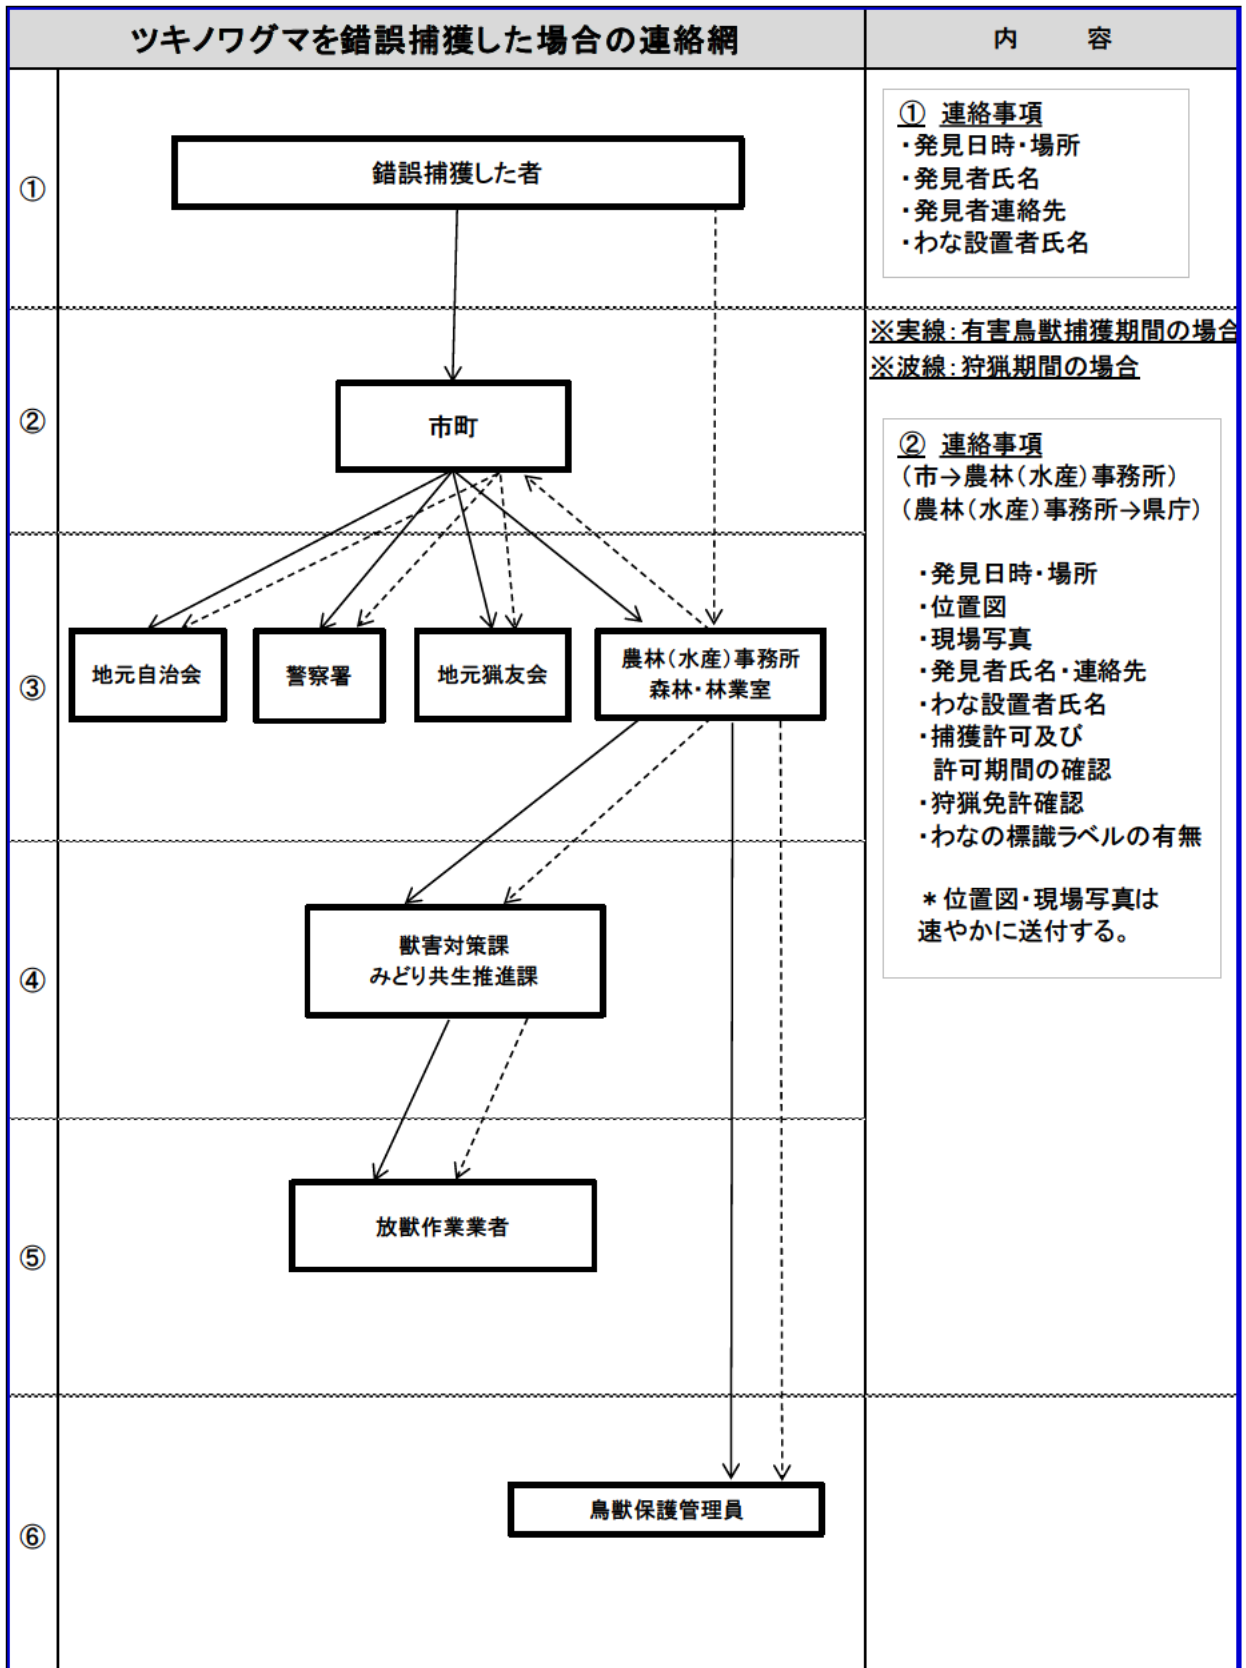 ツキノワグマを錯誤捕獲した場合の連絡網
内　　容
①
錯誤捕獲した者
① 連絡事項
・発見日時・場所
・発見者氏名
・発見者連絡先
・わな設置者氏名
②
市町
※実線：有害鳥獣捕獲期間の場合
※波線：狩猟期間の場合
② 連絡事項
（市→農林（水産）事務所）
（農林（水産）事務所→県庁）
・発見日時・場所
・位置図
・現場写真
・発見者氏名・連絡先
・わな設置者氏名
・捕獲許可及び
許可期間の確認
・狩猟免許確認
・わなの標識ラベルの有無
＊位置図・現場写真は
速やかに送付する。
③
地元自治会
警察署
地元猟友会
農林（水産）事務所
森林・林業室
④
獣害対策課
みどり共生推進課
⑤
放獣作業業者
⑥
鳥獣保護管理員